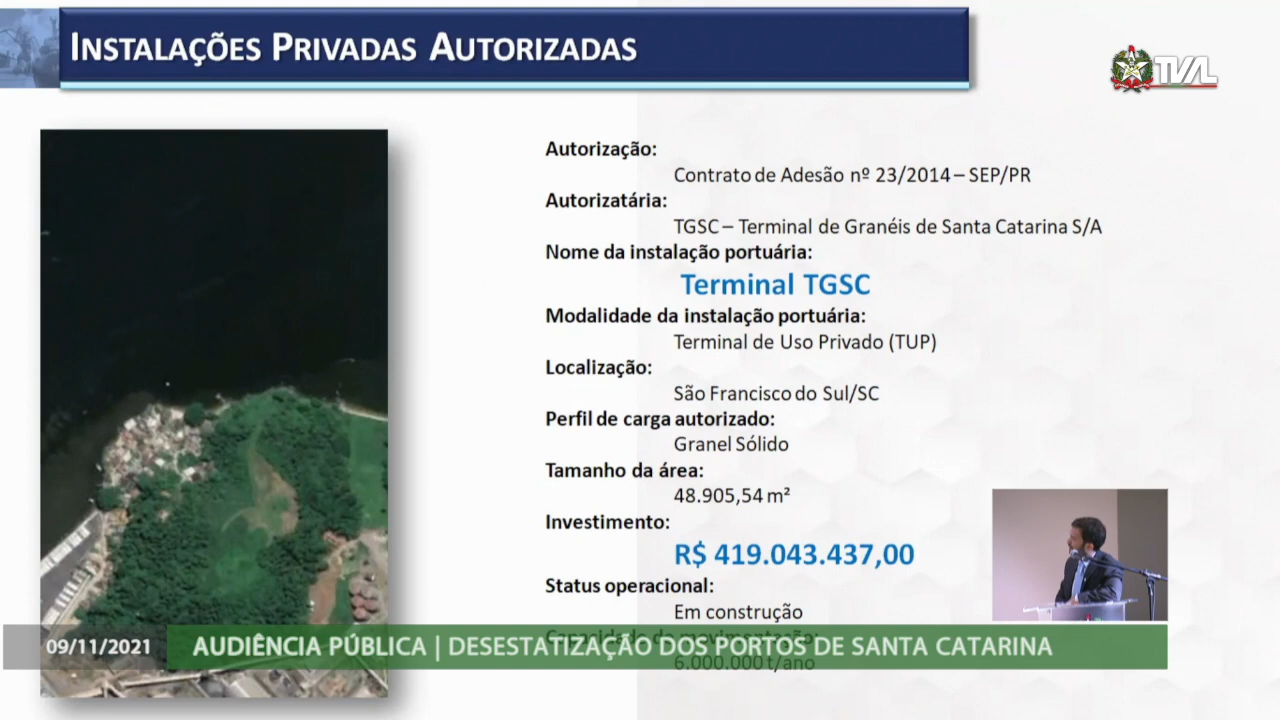 INSTALAÇÕES PRIVADAS AUTORIZADAS
TVAL
Autorização:
Contrato de Adesão nº 23/2014 – SEP/PR
Autorizatária:
TGSC – Terminal de Granéis de Santa Catarina S/A
Nome da instalação portuária:
Terminal TGSC
Modalidade da instalação portuária:
Terminal de Uso Privado (TUP)
Localização:
São Francisco do Sul/SC
Perfil de carga autorizado:
Granel Sólido
Tamanho da área:
48.905,54 m²
Investimento:
R$ 419.043.437,00
Status operacional:
Em construção
Capacidade de movimentação:
6.000.000 t/ano
09/11/2021
AUDIÊNCIA PÚBLICA | DESESTATIZAÇÃO DOS PORTOS DE SANTA CATARINA